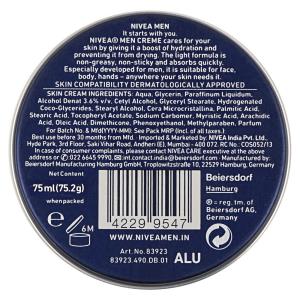 NIVEA MEN
It starts with you.
NIVEA® MEN CREME cares for your
skin by giving it a boost of hydration and
preventing it from drying. The light formula is
non-greasy, non-sticky and absorbs quickly.
Especially developed for men, it is suitable for face,
body, hands – anywhere your skin needs it.
SKIN COMPATIBILITY DERMATOLOGICALLY APPROVED
SKIN CREAM INGREDIENTS: Aqua, Glycerin, Paraffinum Liquidum,
Alcohol Denat 3.6% v/v, Cetyl Alcohol, Glyceryl Stearate, Hydrogenated
Coco-Glycerides, Stearyl Alcohol, Cera Microcristallina, Palmitic Acid,
Stearic Acid, Tocopheryl Acetate, Sodium Carbomer, Myristic Acid, Arachidic
Acid, Oleic Acid, Dimethicone, Phenoxyethanol, Methylparaben, Parfum
For Batch No. & Mfd(YYYY-MM): See Pack MRP (incl. of all taxes.):
Best before 30 months from Mfd. Imported & Marketed by: NIVEA India Pvt. Ltd.
Hyde Park, 3rd Floor, Saki Vihar Road, Andheri (E), Mumbai - 400 072. RC No. COS052/13
In case of consumer complaints, please contact NIVEA CARE executive at the above
address or 022 6645 9990, int.contact@india@beiersdorf.com Mfd. by: Beiersdorf
Manufacturing Hamburg GmbH, Troplowitzstrasse 10, 22529 Hamburg, Germany
75ml(75.2g)
when packed
Beiersdorf
Hamburg
6M
4229 9547
® = reg. tm. of
Beiersdorf AG,
Germany
WWW.NIVEAMEN.IN
Art.No. 83923
83923.490.DB.01
ALU